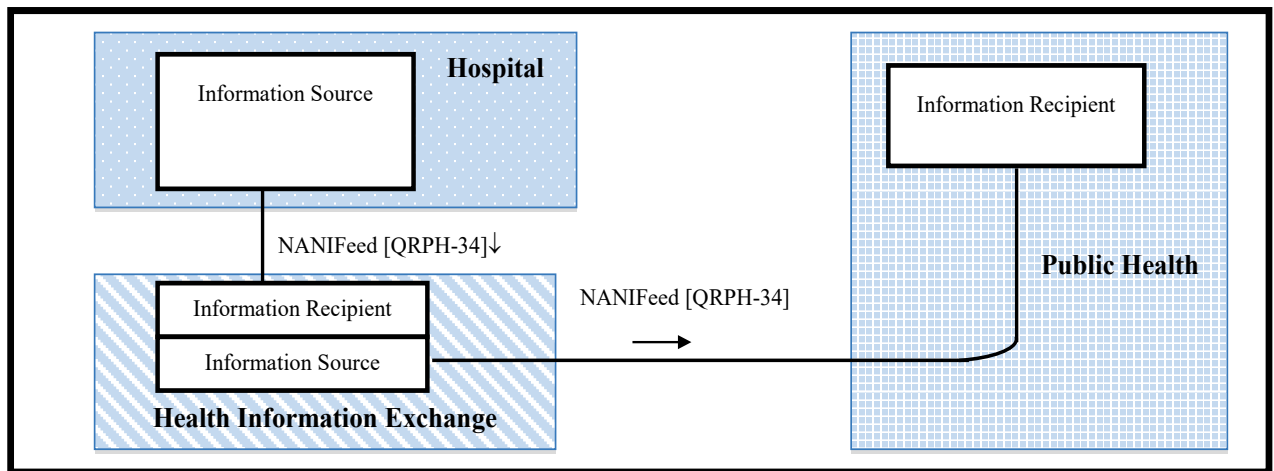 Hospital
Information Source
Information Recipient
NANIFeed [QRPH-34]↓
Public Health
Information Recipient
NANIFeed [QRPH-34]
Information Source
Health Information Exchange